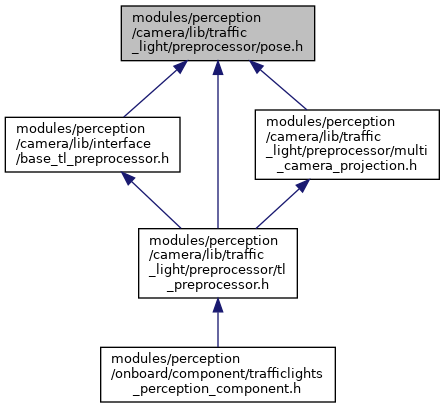 modules/perception
/camera/lib/traffic
_light/preprocessor/pose.h
modules/perception
/camera/lib/interface
/base_tl_preprocessor.h
modules/perception
/camera/lib/traffic
_light/preprocessor/multi
_camera_projection.h
modules/perception
/camera/lib/traffic
_light/preprocessor/tl
_preprocessor.h
modules/perception
/onboard/component/trafficlights
_perception_component.h